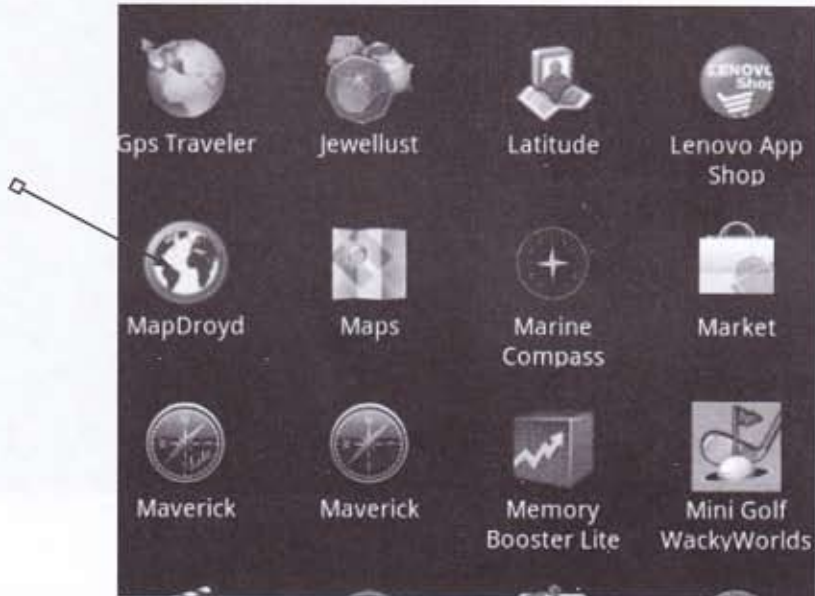 Gps Traveler
Jewellust
Latitude
LENOVO
Shop
Lenovo App
Shop
MapDroyd
Maps
Marine
Compass
Market
Maverick
Maverick
Memory
Booster Lite
Mini Golf
WackyWorlds